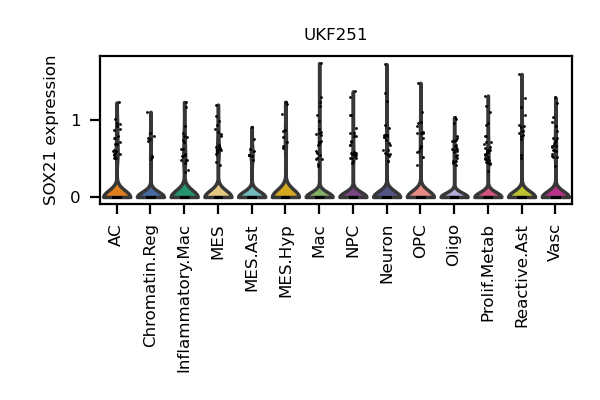 UKF251
SOX21 expression
1
0
AC
Chromatin.Reg
Inflammatory.Mac
MES
MES.Ast
MES.Hyp
Mac
NPC
Neuron
OPC
Oligo
Prolif.Metab
Reactive.Ast
Vasc